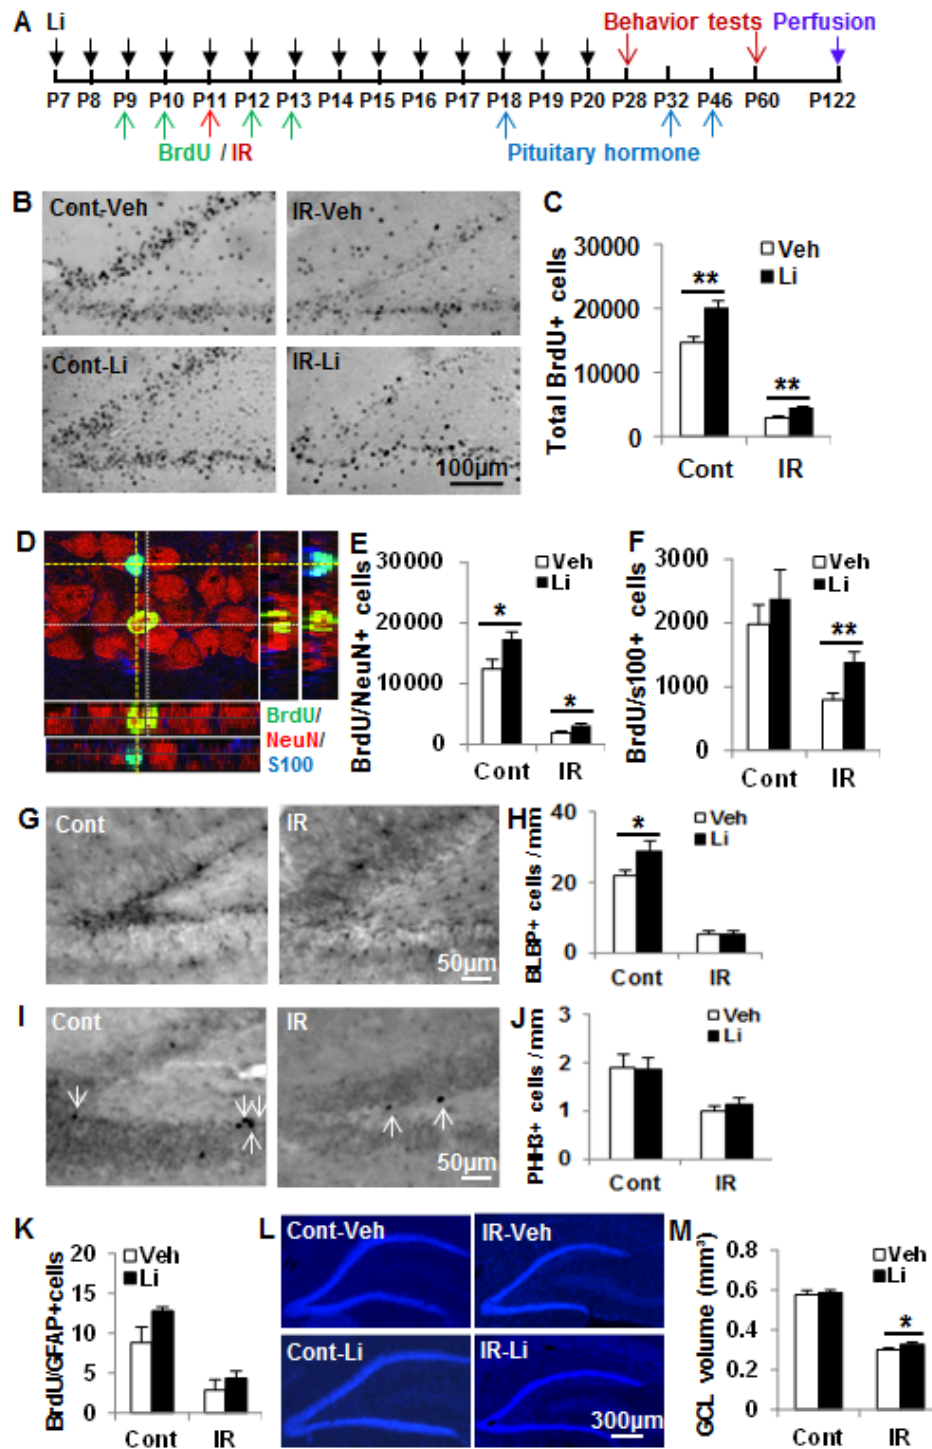 A Li Behavior tests Perfusion
P7 P8 P9 P10 P11 P12 P13 P14 P15 P16 P17 P18 P19 P20 P28 P32 P46 P60 P122
BrdU / IR Pituitary hormone
B Cont-Veh IR-Veh
Cont-Li IR-Li
100μm
C
Total BrdU+ cells
30000
20000
10000
0
Veh
Li
**
**
Cont IR
D
BrdU/
NeuN/
S100
E
BrdU/NeuN+ cells
30000
20000
10000
0
Veh
Li
*
*
Cont IR
F
BrdU/s100+ cells
3000
2000
1000
0
Veh
Li
**
Cont IR
G Cont IR
50μm
H
BLBP+ cells /mm
40
20
0
Veh
Li
*
Cont IR
I Cont IR
50μm
J
PHH3+ cells /mm
3
2
1
0
Veh
Li
Cont IR
K
BrdU/GFAP+cells
20
15
10
5
0
Veh
Li
Cont IR
L Cont-Veh IR-Veh
Cont-Li IR-Li
300μm
M
GCL volume (mm³)
0.8
0.6
0.4
0.2
0
Veh
Li
*
Cont IR